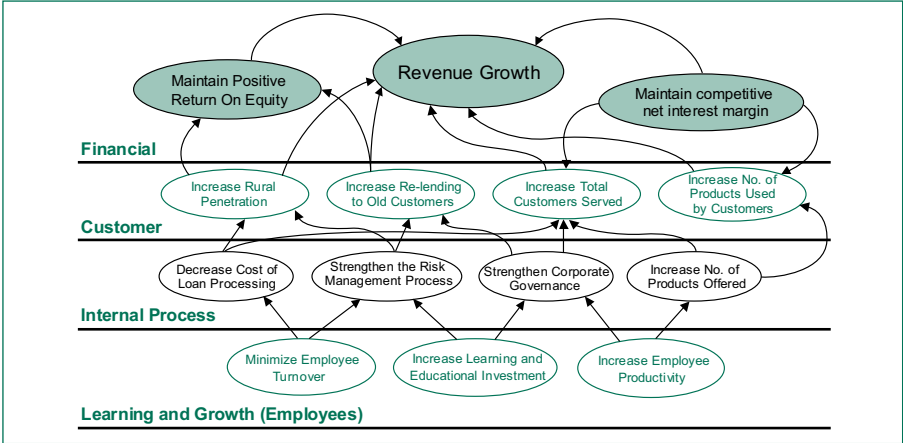 Revenue Growth
Maintain Positive
Return On Equity
Maintain competitive
net interest margin
Financial
Increase Rural
Penetration
Increase Re-lending
to Old Customers
Increase Total
Customers Served
Increase No. of
Products Used
by Customers
Customer
Decrease Cost of
Loan Processing
Strengthen the Risk
Management Process
Strengthen Corporate
Governance
Increase No. of
Products Offered
Internal Process
Minimize Employee
Turnover
Increase Learning and
Educational Investment
Increase Employee
Productivity
Learning and Growth (Employees)